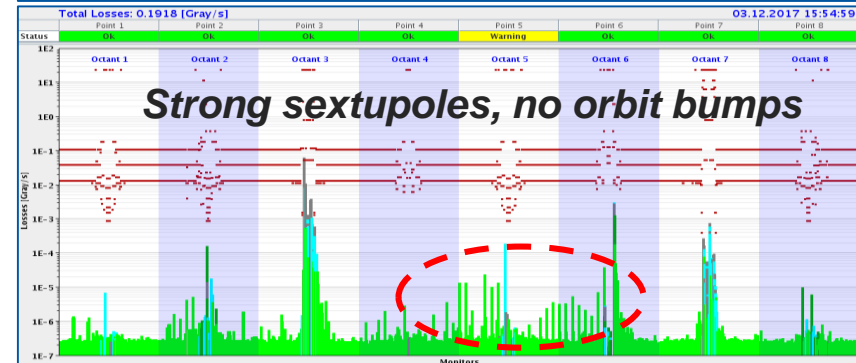 Total Losses: 0.1918 [Gray/s] 03.12.2017 15:54:59
Point 1 Point 2 Point 3 Point 4 Point 5 Point 6 Point 7 Point 8
Status Ok Ok Ok Ok Warning Ok Ok Ok
1E2
Octant 1 Octant 2 Octant 3 Octant 4 Octant 5 Octant 6 Octant 7 Octant 8
1E1
Strong sextupoles, no orbit bumps
1E0
1E-1
1E-2
Losses [Gray/s]
1E-3
1E-4
1E-5
1E-6
1E-7
Monitors